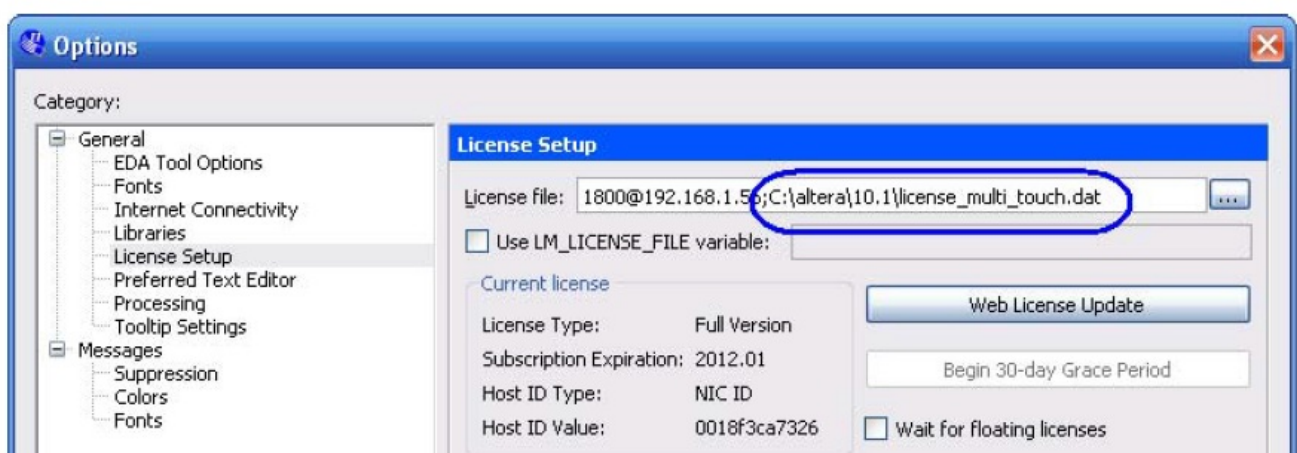 Options
Category:
General
EDA Tool Options
Fonts
Internet Connectivity
Libraries
License Setup
Preferred Text Editor
Processing
Tooltip Settings
Messages
Suppression
Colors
Fonts
License Setup
License file: 1800@192.168.1.56;C:\altera\10.1\license_multi_touch.dat ...
Use LM_LICENSE_FILE variable:
Current license
License Type: Full Version
Subscription Expiration: 2012.01
Host ID Type: NIC ID
Host ID Value: 0018f3ca7326
Web License Update
Begin 30-day Grace Period
Wait for floating licenses